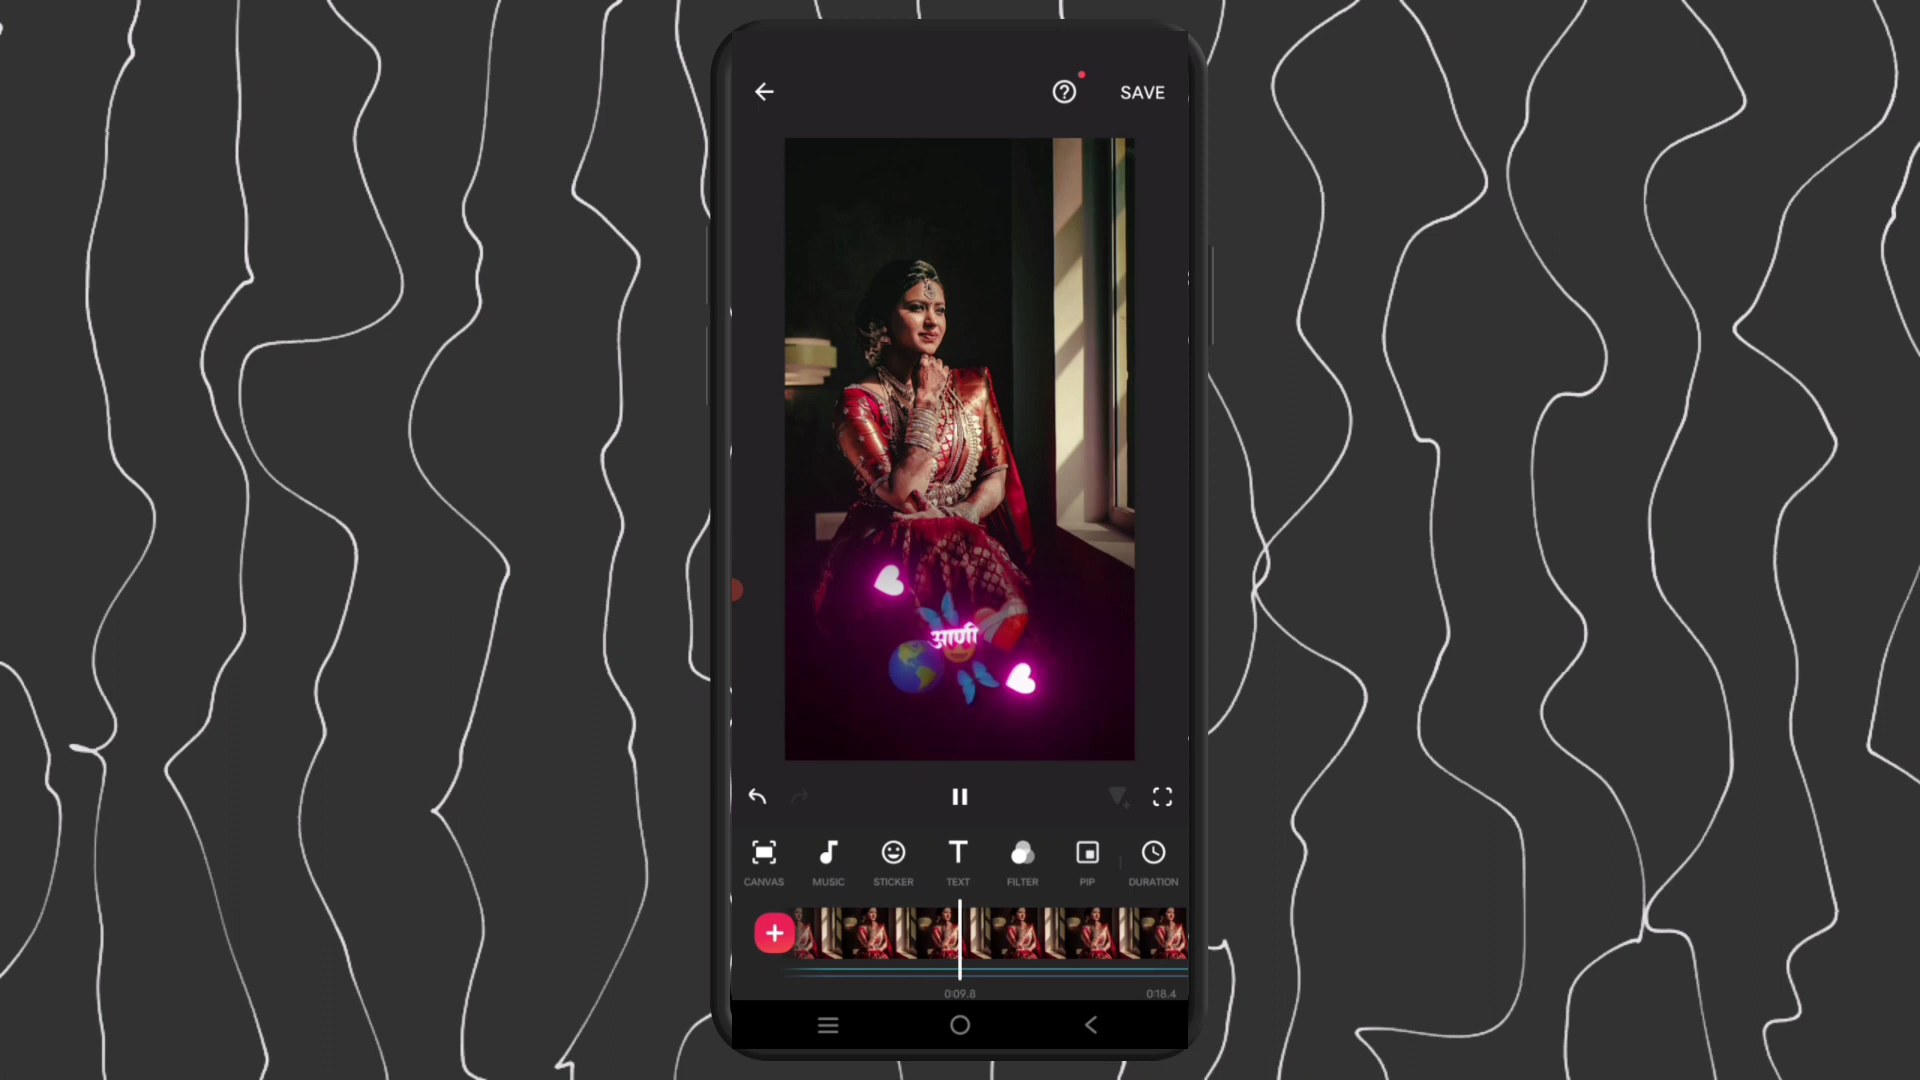 SAVE
आणी
CANVAS MUSIC STICKER TEXT FILTER PIP DURATION
0:09.8 0:18.4